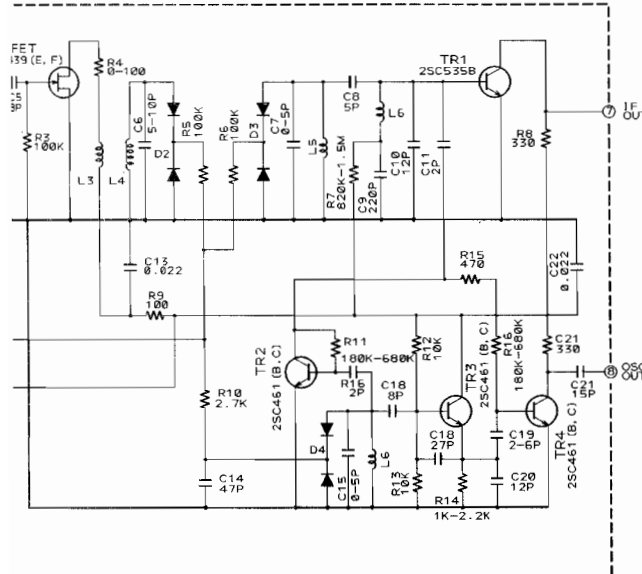 FET
439(E,F)
R4
0-100
C5
3P
R3
100K
L3
L4
C6
5-10P
D2
R5
100K
R6
100K
D3
C7
0-5P
L5
C8
5P
L6
R7
820K-1.5M
C9
220P
C10
12P
C11
2P
TR1
2SC535B
R8
330
7
IF
OUT
C13
0.022
R9
100
R15
470
C22
0.022
TR2
2SC461(B,C)
R11
180K-680K
R16
2P
C18
8P
R12
10K
TR3
2SC461(B,C)
R16
180K-680K
C21
330
8
OSC
OUT
C21
15P
R10
2.7K
D4
C15
0-5P
L6
C18
27P
R13
10K
R14
1K-2.2K
C19
2-6P
C20
12P
TR4
2SC461(B,C)
C14
47P